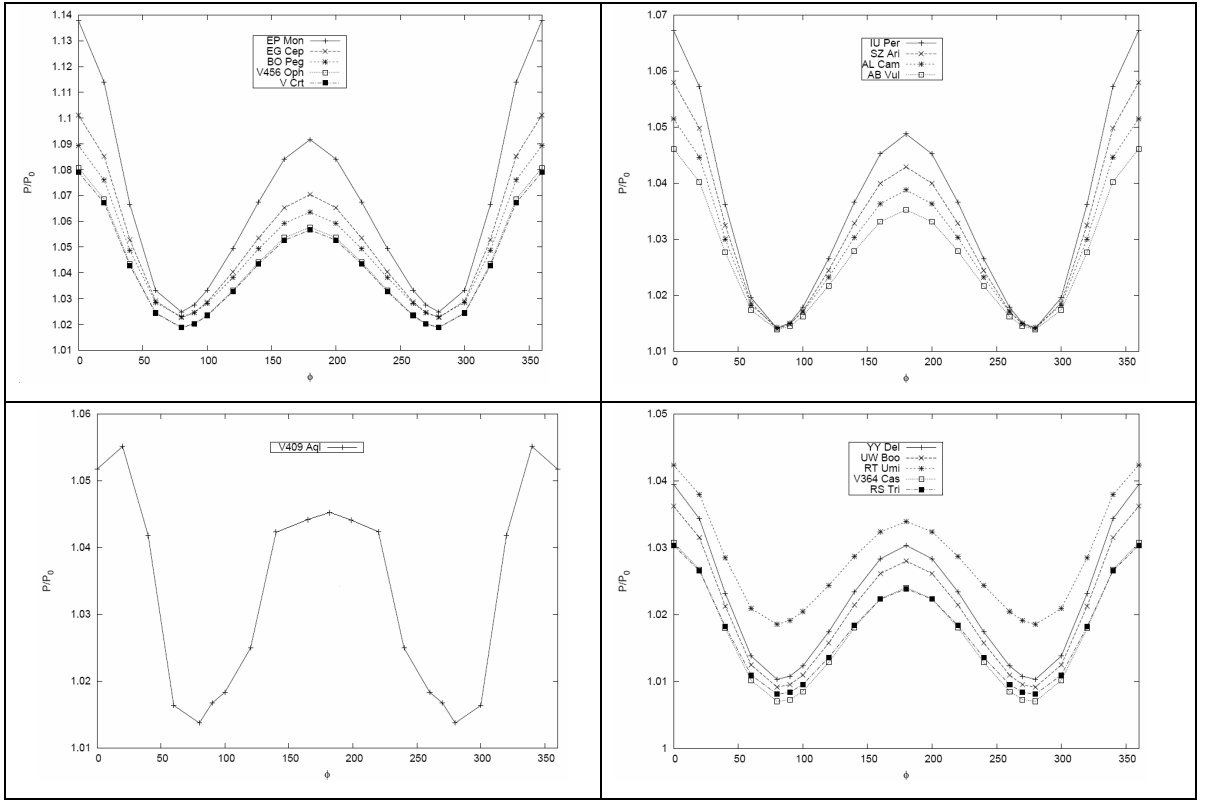 1.14
1.13
1.12
1.11
1.1
1.09
1.08
1.07
1.06
1.05
1.04
1.03
1.02
1.01
P/P0
EP Mon
EG Cep
BO Peg
V456 Oph
V Crt
0 50 100 150 200 250 300 350
ϕ
1.07
1.06
1.05
1.04
1.03
1.02
1.01
P/P0
IU Per
SZ Ari
AL Cam
AB Vul
0 50 100 150 200 250 300 350
ϕ
1.06
1.05
1.04
1.03
1.02
1.01
P/P0
V409 Aql
0 50 100 150 200 250 300 350
ϕ
1.05
1.04
1.03
1.02
1.01
1
P/P0
YY Del
UW Boo
RT Umi
V364 Cas
RS Tri
0 50 100 150 200 250 300 350
ϕ